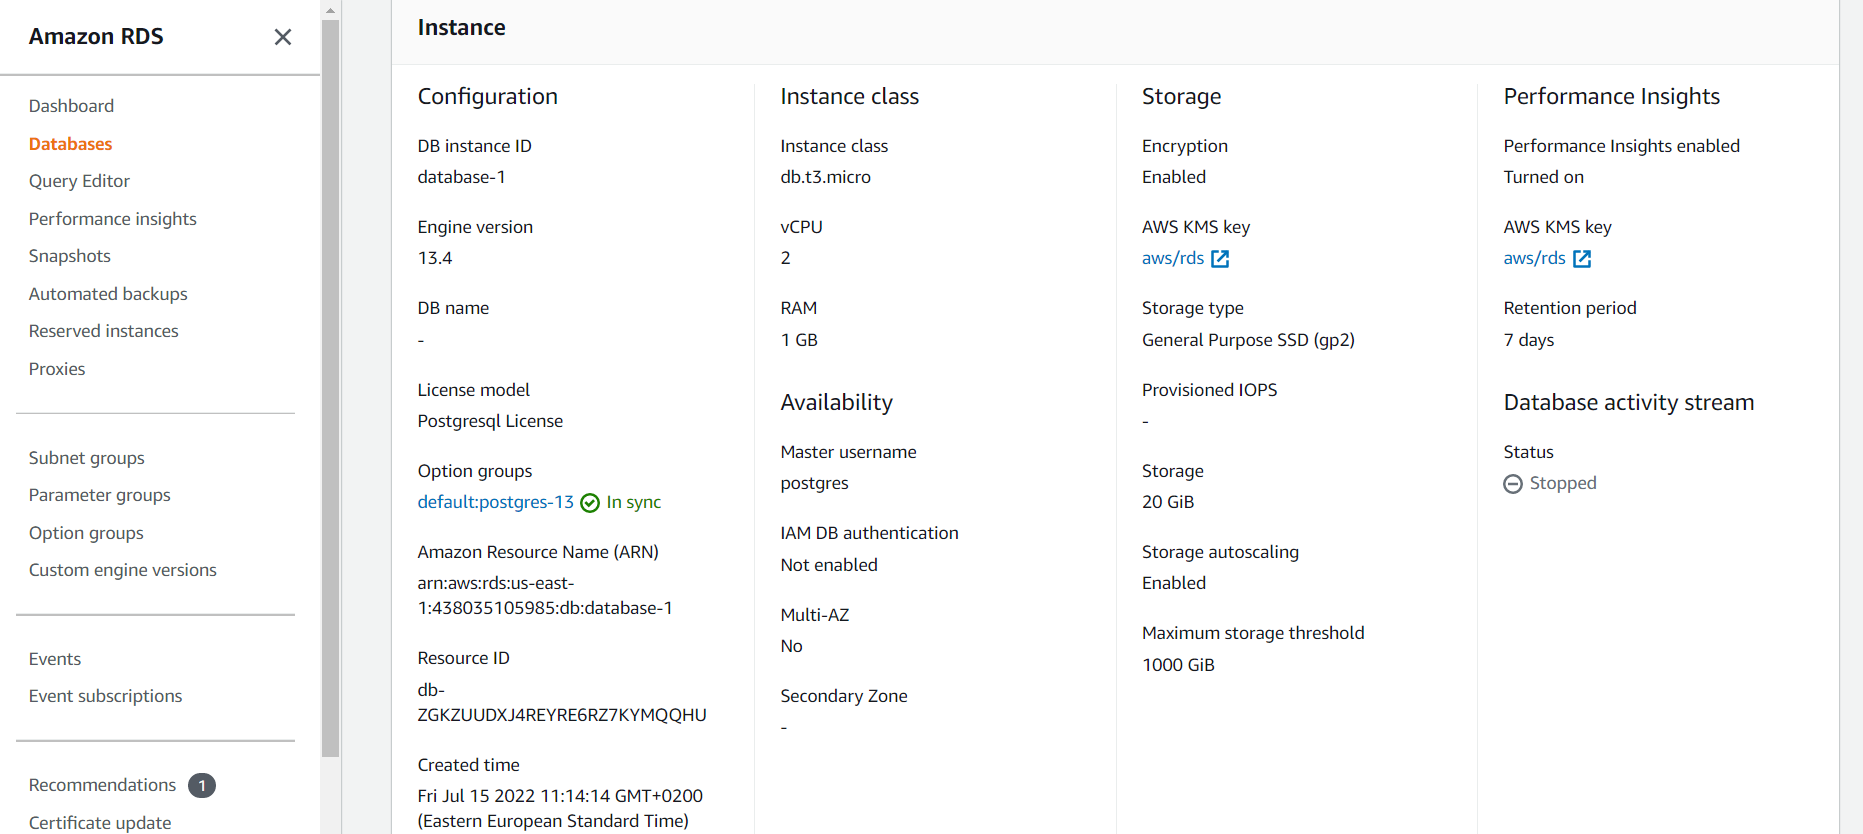 Amazon RDS
Dashboard
Databases
Query Editor
Performance insights
Snapshots
Automated backups
Reserved instances
Proxies
Subnet groups
Parameter groups
Option groups
Custom engine versions
Events
Event subscriptions
Recommendations 1
Certificate update
Instance
Configuration
DB instance ID
database-1
Engine version
13.4
DB name
-
License model
Postgresql License
Option groups
default:postgres-13 In sync
Amazon Resource Name (ARN)
arn:aws:rds:us-east-
1:438035105985:db:database-1
Resource ID
db-
ZGKZUUDXJ4REYRE6RZ7KYMQQHU
Created time
Fri Jul 15 2022 11:14:14 GMT+0200
(Eastern European Standard Time)
Instance class
Instance class
db.t3.micro
vCPU
2
RAM
1 GB
Availability
Master username
postgres
IAM DB authentication
Not enabled
Multi-AZ
No
Secondary Zone
-
Storage
Encryption
Enabled
AWS KMS key
aws/rds
Storage type
General Purpose SSD (gp2)
Provisioned IOPS
-
Storage
20 GiB
Storage autoscaling
Enabled
Maximum storage threshold
1000 GiB
Performance Insights
Performance Insights enabled
Turned on
AWS KMS key
aws/rds
Retention period
7 days
Database activity stream
Status
Stopped